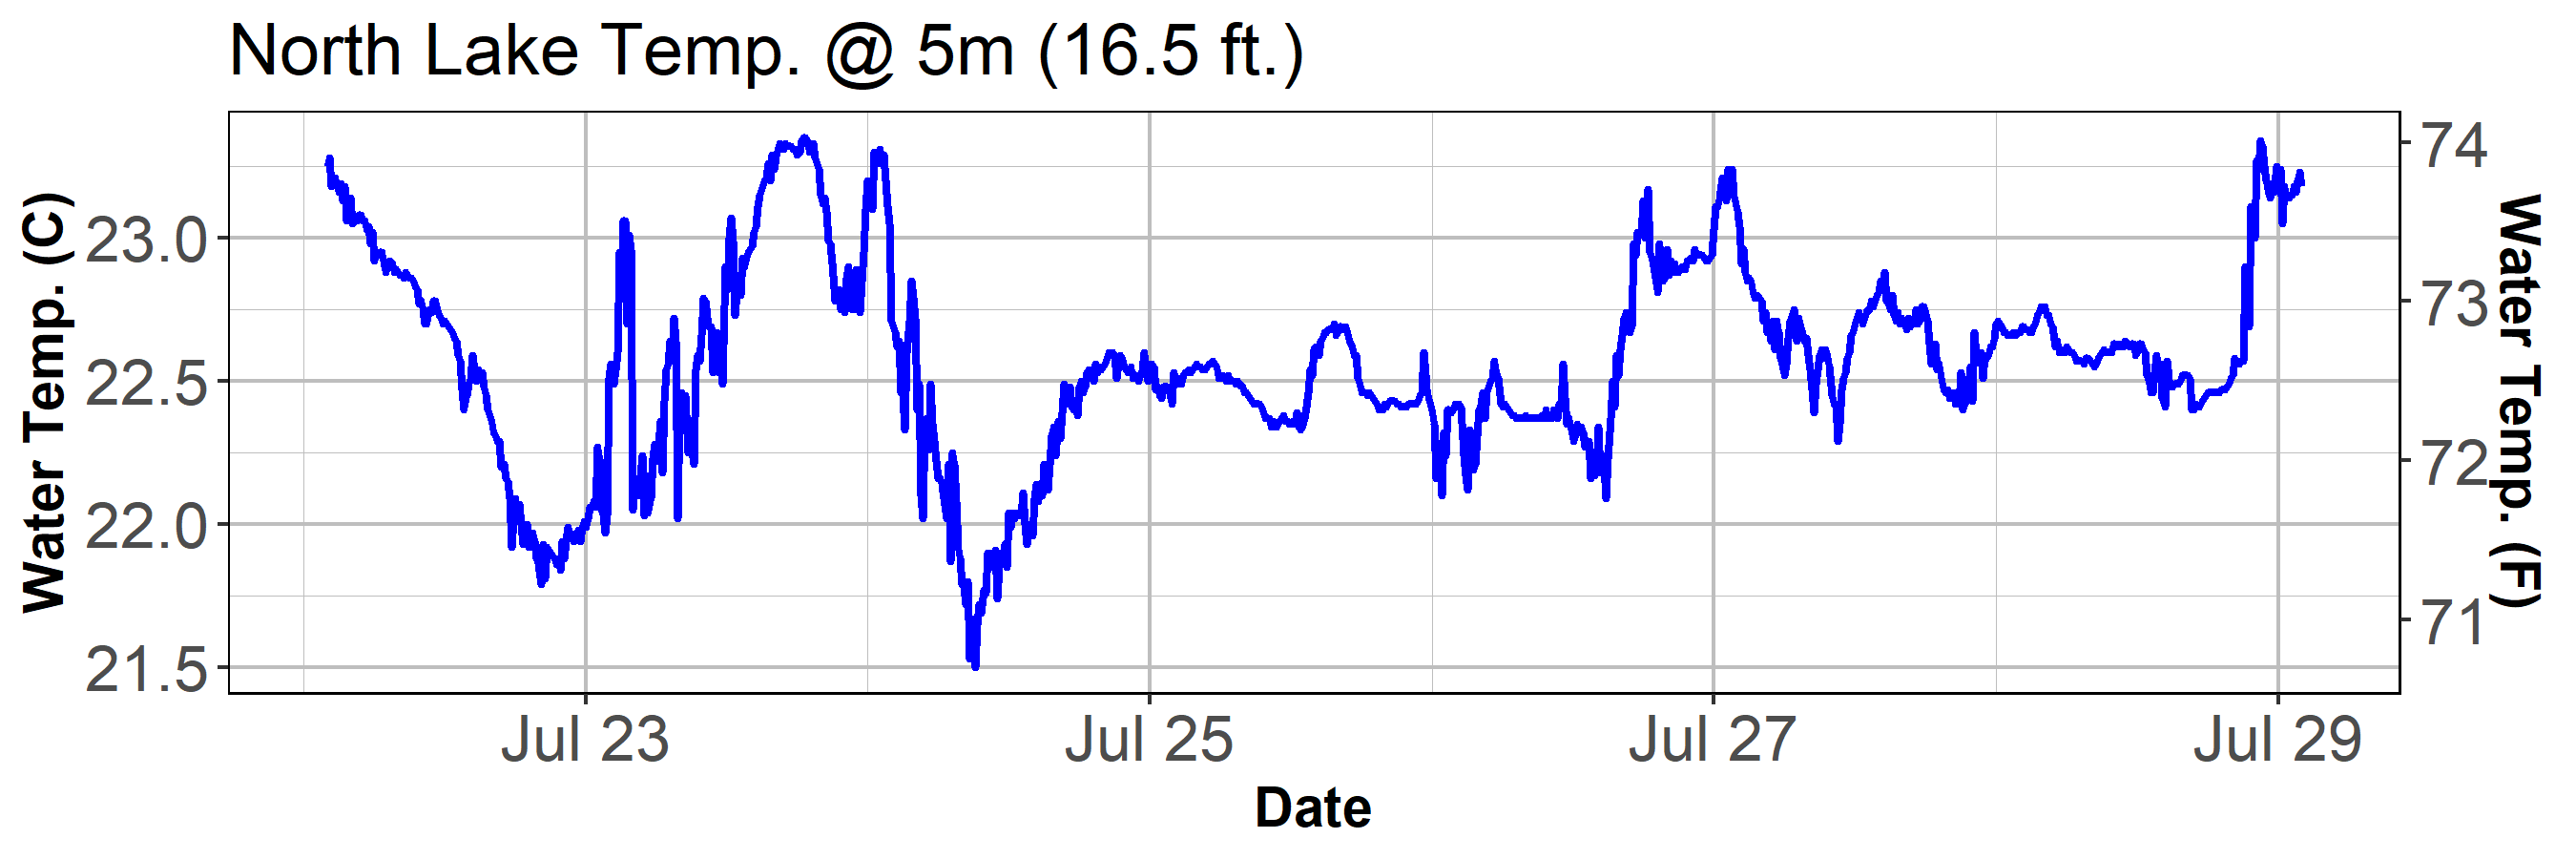 North Lake Temp. @ 5m (16.5 ft.)
Water Temp. (C)
23.0
22.5
22.0
21.5
74
73
72
71
Water Temp. (F)
Jul 23 Jul 25 Jul 27 Jul 29
Date